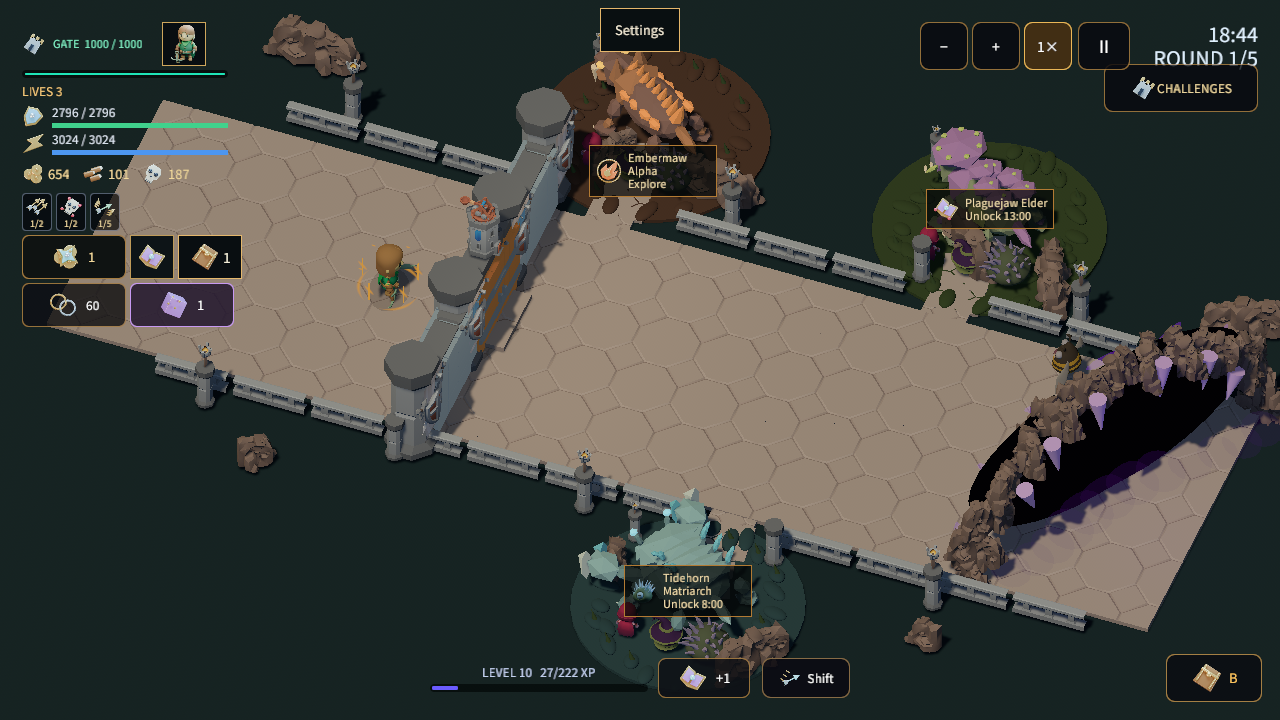 GATE 1000 / 1000
Settings
−
+
1×
18:44
ROUND 1/5
CHALLENGES
LIVES 3
2796 / 2796
3024 / 3024
654
101
187
1/2
1/2
1/5
1
1
60
1
Embermaw
Alpha
Explore
Plaguejaw Elder
Unlock 13:00
Tidehorn
Matriarch
Unlock 8:00
LEVEL 10 27/222 XP
+1
Shift
B